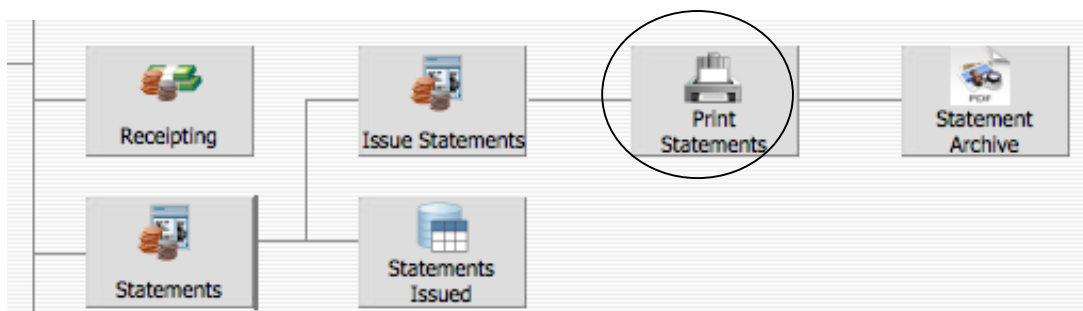 Receipting
Issue Statements
Print
Statements
PDF
Statement
Archive
Statements
Statements
Issued